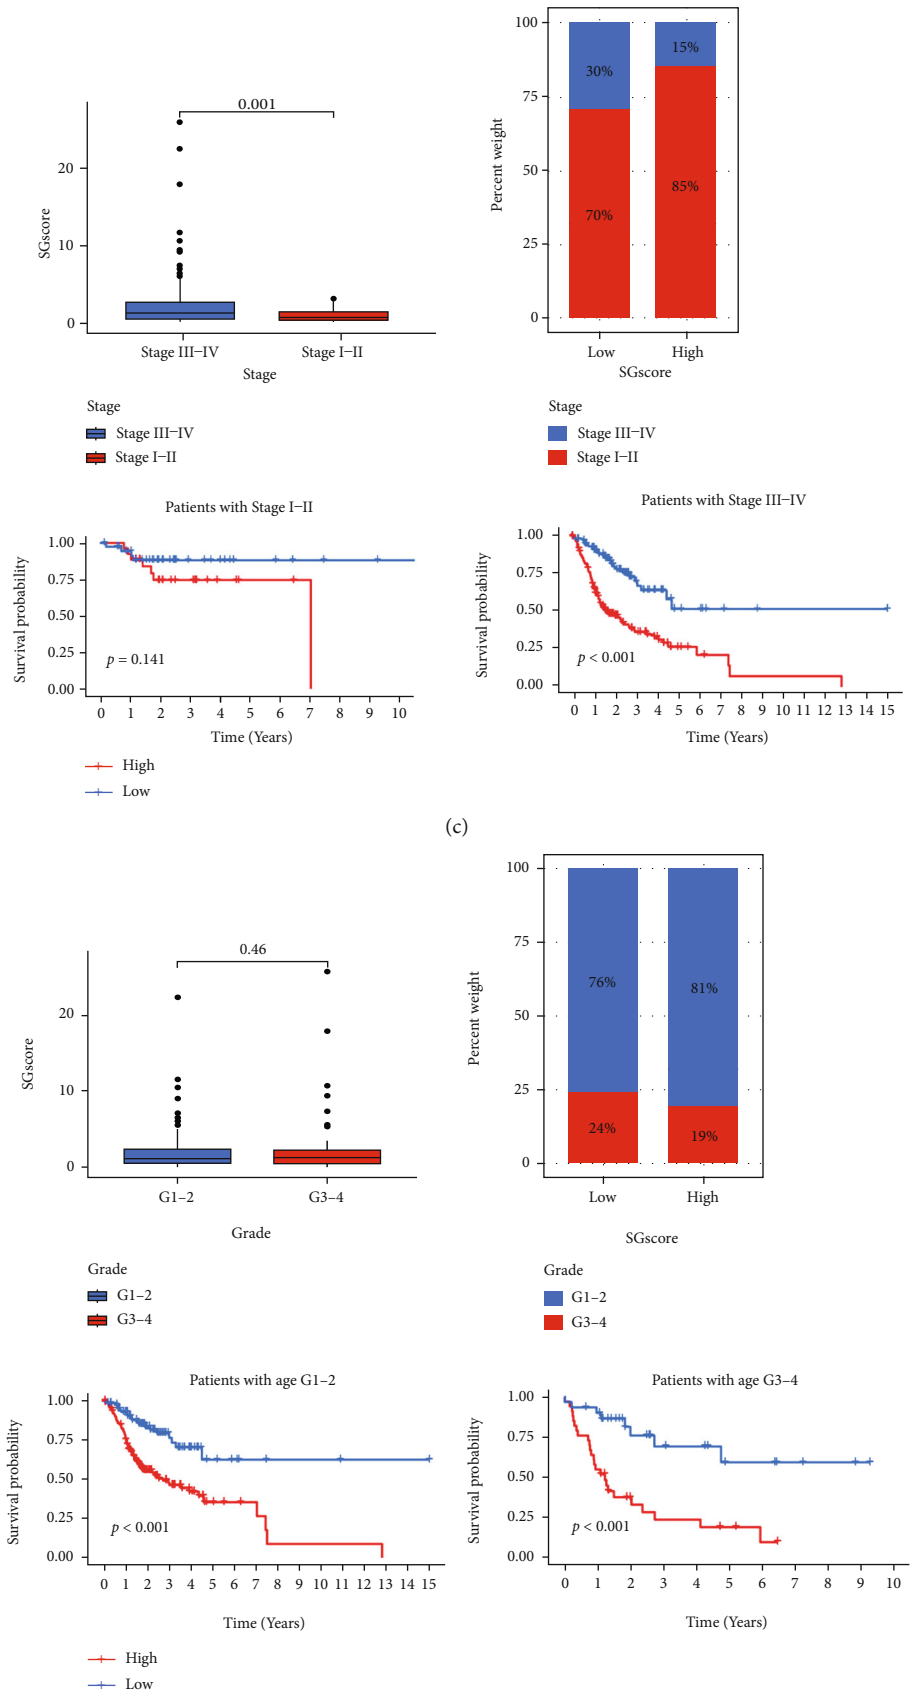 0.001
SGscore
20
10
0
Stage III–IV Stage I–II
Stage
Stage
Stage III–IV
Stage I–II
100
75
50
25
0
Percent weight
30%
70%
15%
85%
Low High
SGscore
Stage
Stage III–IV
Stage I–II
Patients with Stage I–II
Survival probability
1.00
0.75
0.50
0.25
0.00
p = 0.141
0 1 2 3 4 5 6 7 8 9 10
Time (Years)
High
Low
Patients with Stage III–IV
Survival probability
1.00
0.75
0.50
0.25
0.00
p < 0.001
0 1 2 3 4 5 6 7 8 9 10 11 12 13 14 15
Time (Years)
(c)
0.46
SGscore
20
10
0
G1–2 G3–4
Grade
Grade
G1–2
G3–4
100
75
50
25
0
Percent weight
76%
24%
81%
19%
Low High
SGscore
Grade
G1–2
G3–4
Patients with age G1–2
Survival probability
1.00
0.75
0.50
0.25
0.00
p < 0.001
0 1 2 3 4 5 6 7 8 9 10 11 12 13 14 15
Time (Years)
High
Low
Patients with age G3–4
Survival probability
1.00
0.75
0.50
0.25
0.00
p < 0.001
0 1 2 3 4 5 6 7 8 9 10
Time (Years)